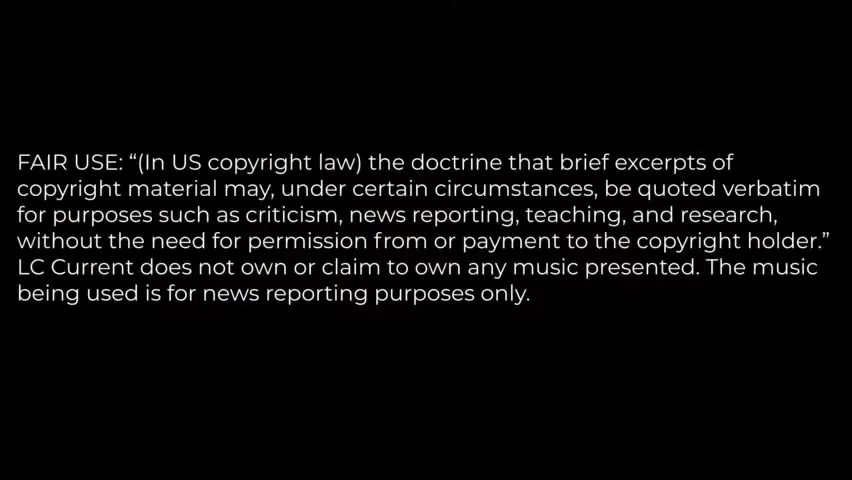 FAIR USE: “(In US copyright law) the doctrine that brief excerpts of
copyright material may, under certain circumstances, be quoted verbatim
for purposes such as criticism, news reporting, teaching, and research,
without the need for permission from or payment to the copyright holder.”
LC Current does not own or claim to own any music presented. The music
being used is for news reporting purposes only.